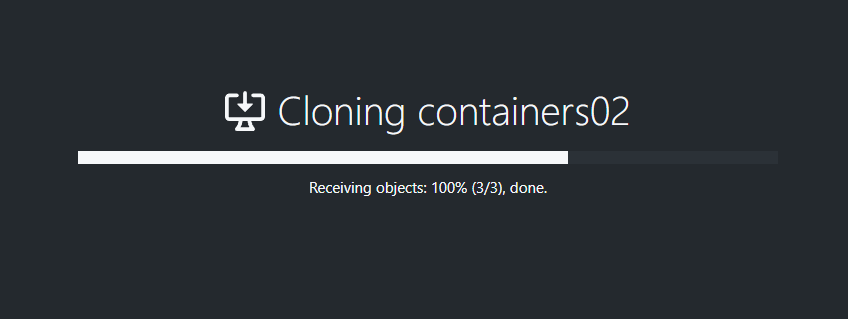 Cloning containers02
Receiving objects: 100% (3/3), done.